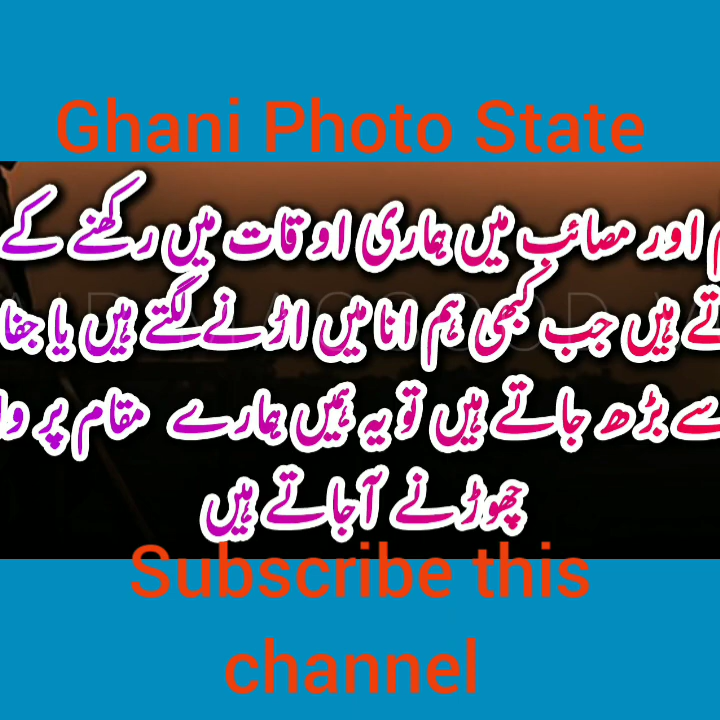 Ghani Photo State
اور مصائب میں ہماری اوقات میں رکھنے کے
ہیں جب کبھی ہم انا میں اڑنے لگتے ہیں یا جفا
سے بڑھ جاتے ہیں تو یہ ہمیں ہمارے مقام پر
چھوڑنے آجاتے ہیں
Subscribe this
channel